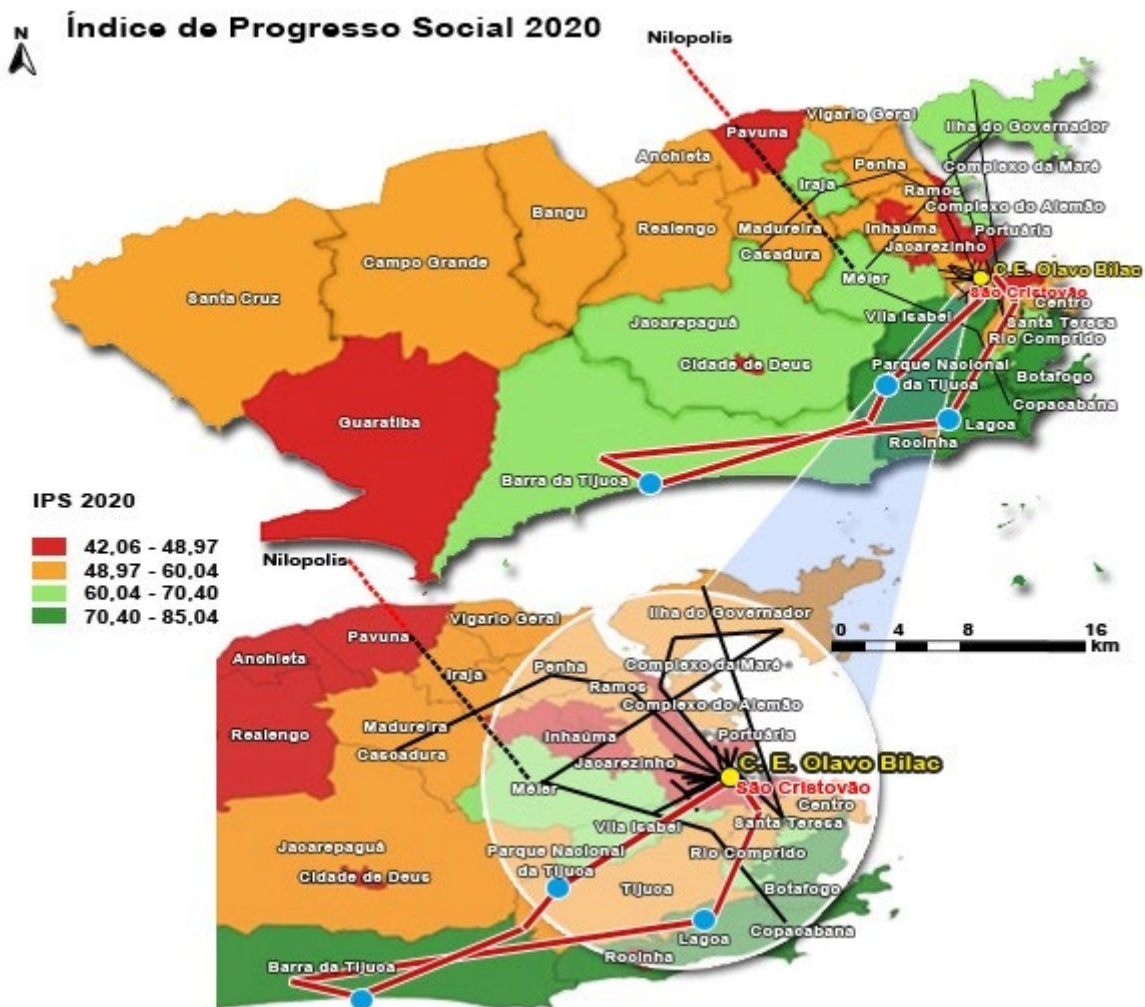 Índice de Progresso Social 2020
N
Nilopolis
Vigario Geral
Pavuna
Ilha do Governador
Anchieta
Penha
Complexo da Maré
Iraja
Ramos
Complexo do Alemão
Bangu
Realengo
Madureira
Inhaúma
Portuária
Cascadura
Jacarezinho
Campo Grande
Méier
C.E. Olavo Bilac
São Cristovão
Santa Cruz
Centro
Vila Isabel
Santa Teresa
Jacarepaguá
Rio Comprido
Cidade de Deus
Parque Nacional
da Tijuca
Botafogo
Copacabana
Guaratiba
Lagoa
Rocinha
Barra da Tijuca
IPS 2020
42,06 - 48,97
48,97 - 60,04
60,04 - 70,40
70,40 - 85,04
Nilopolis
Vigario Geral
Ilha do Governador
Pavuna
0 4 8 16
km
Anchieta
Iraja
Penha
Complexo da Maré
Ramos
Complexo do Alemão
Madureira
Realengo
Inhaúma
Portuária
Cascadura
Jacarezinho
C. E. Olavo Bilac
Méier
São Cristovão
Centro
Vila Isabel
Santa Teresa
Jacarepaguá
Parque Nacional
da Tijuca
Rio Comprido
Cidade de Deus
Tijuca
Botafogo
Copacabana
Lagoa
Rocinha
Barra da Tijuca